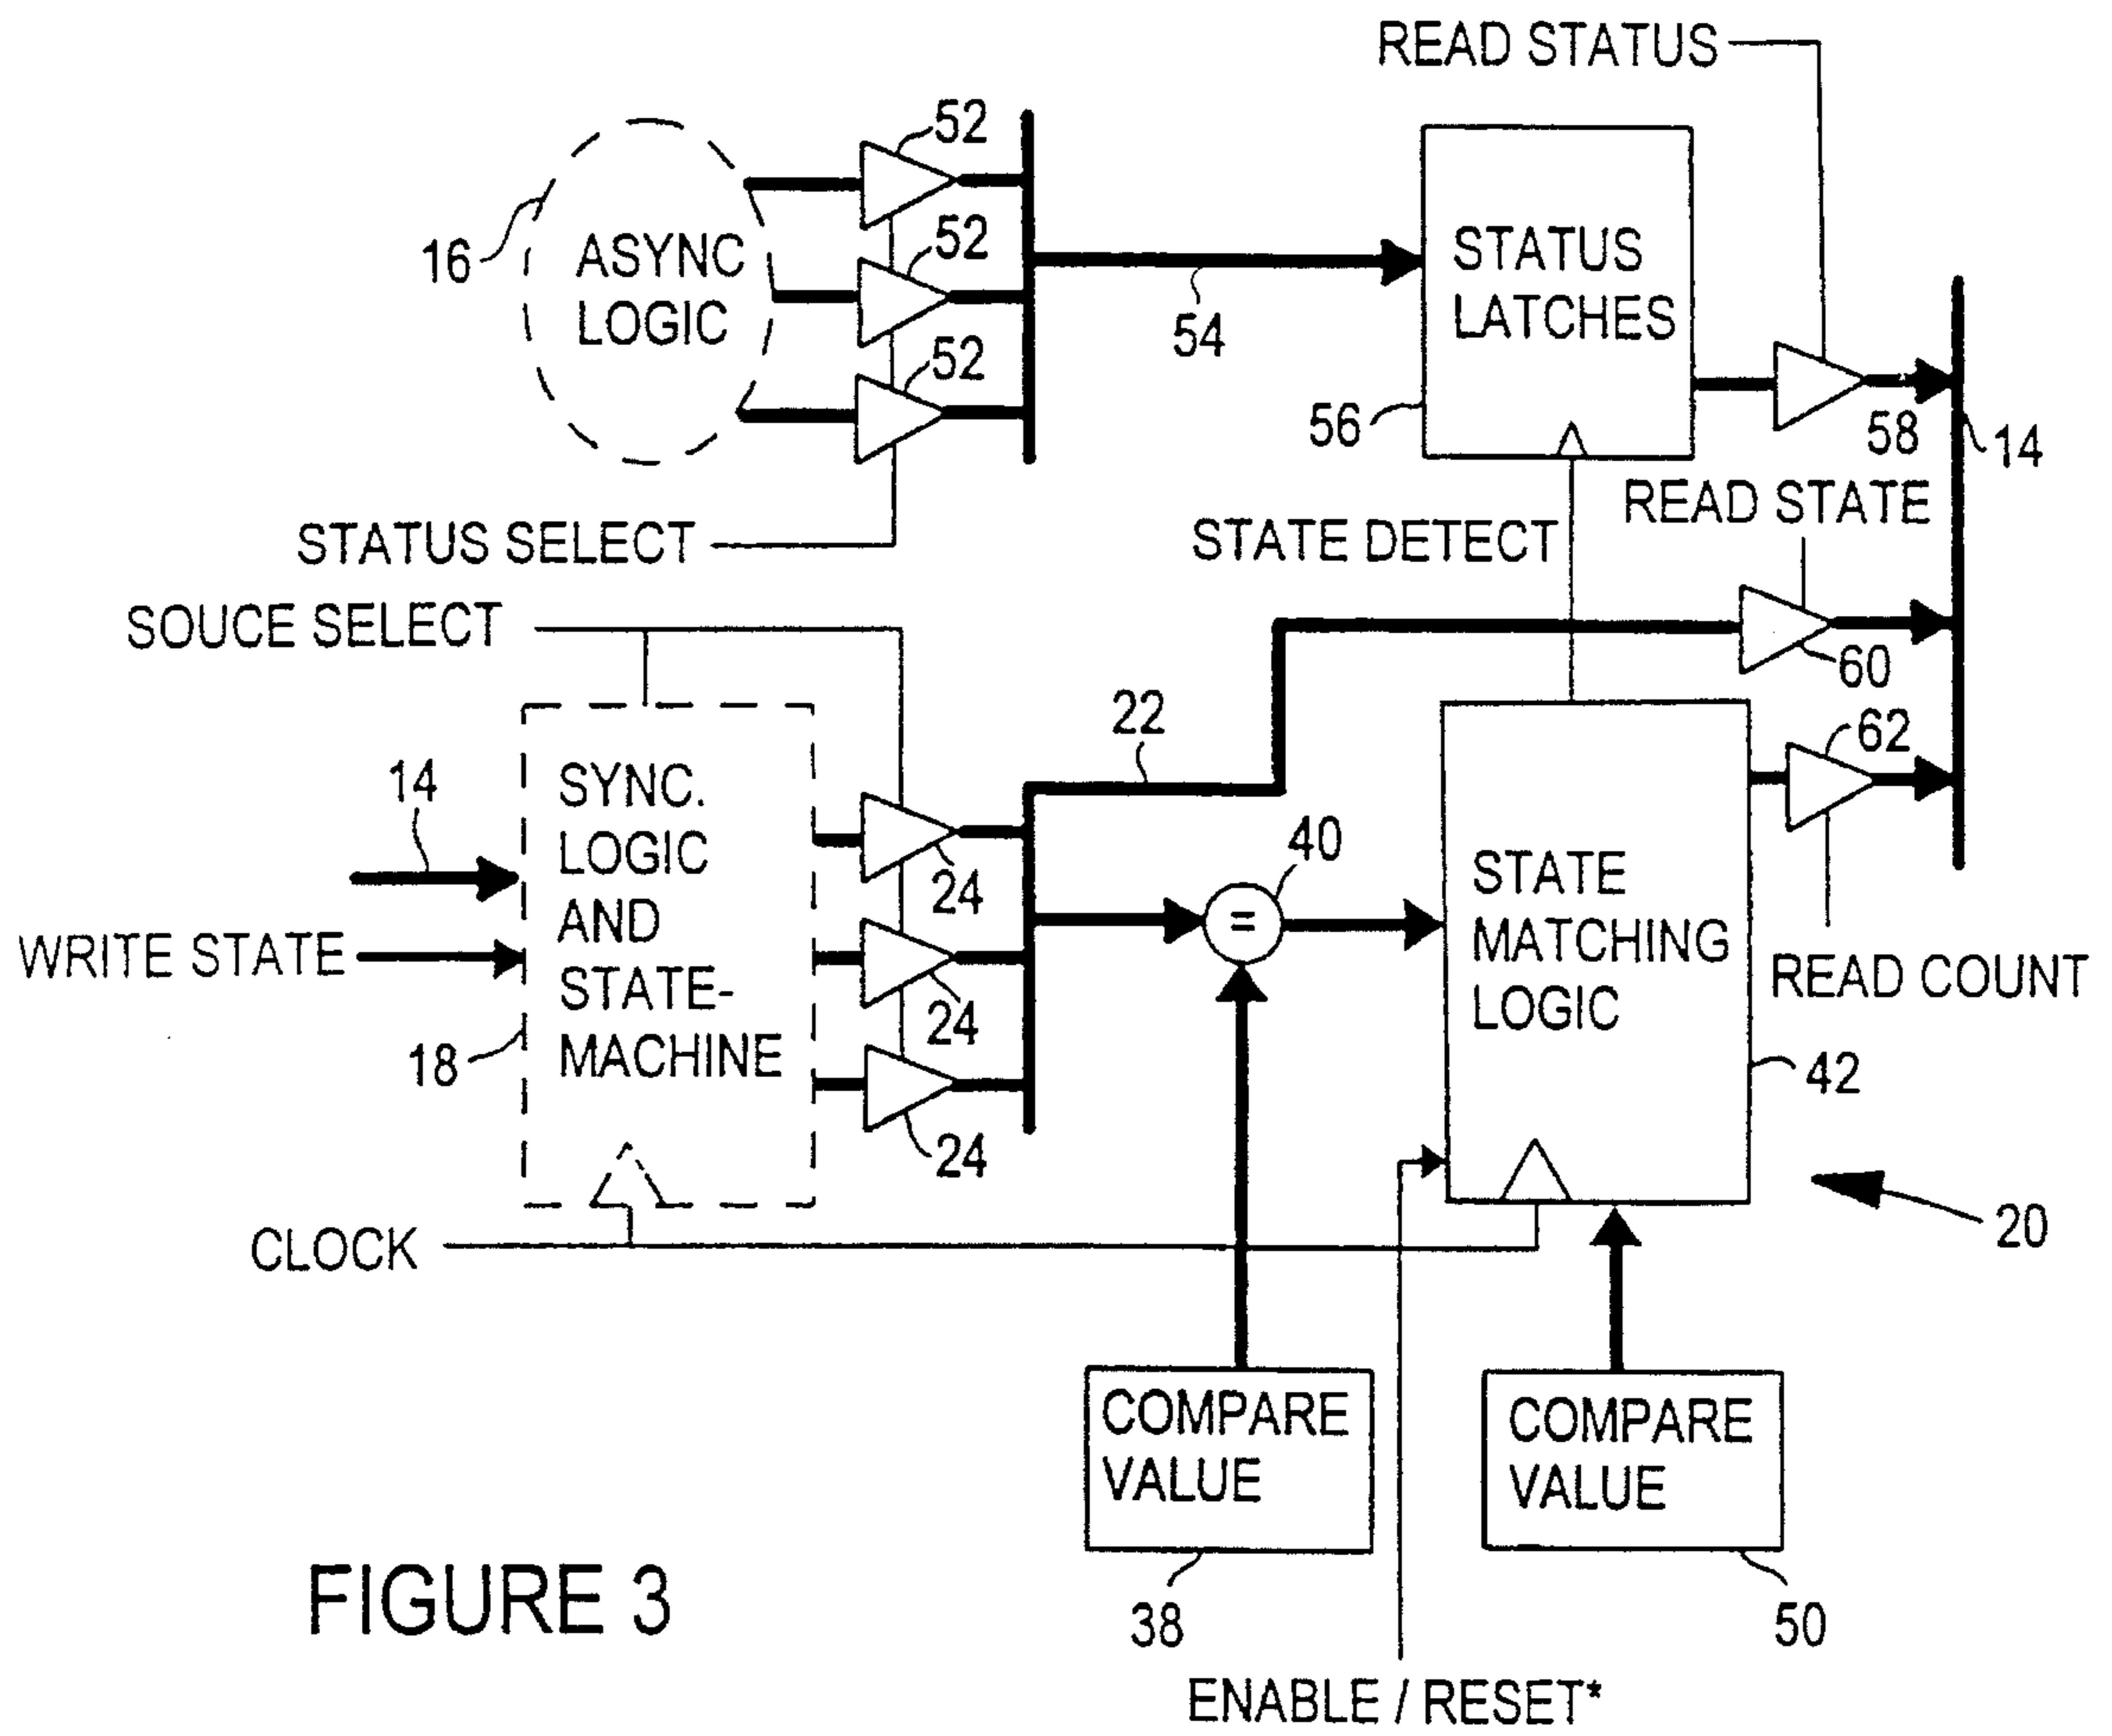 READ STATUS
52
16
ASYNC
LOGIC
52
52
54
STATUS
LATCHES
56
58
14
STATUS SELECT
STATE DETECT
READ STATE
SOUCE SELECT
60
22
62
14
SYNC.
LOGIC
AND
STATE-
MACHINE
24
24
24
40
=
STATE
MATCHING
LOGIC
WRITE STATE
READ COUNT
18
42
20
CLOCK
COMPARE
VALUE
COMPARE
VALUE
38
50
FIGURE 3
ENABLE / RESET*